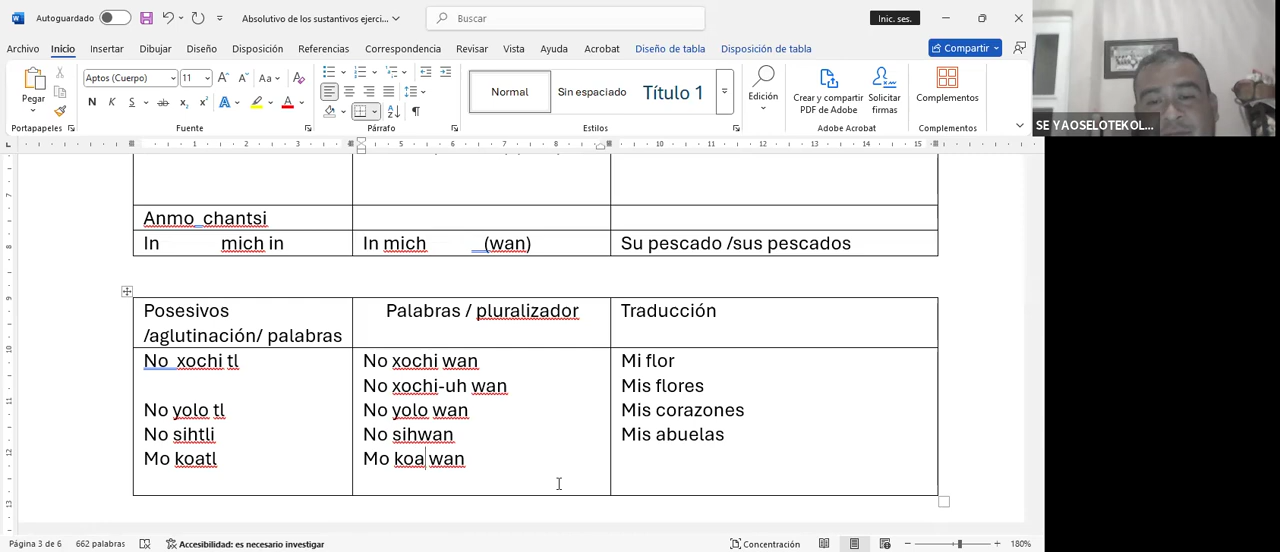 Autoguardado
Absolutivo de los sustantivos ejerci...
Buscar
Inic. ses.
Archivo Inicio Insertar Dibujar Diseño Disposición Referencias Correspondencia Revisar Vista Ayuda Acrobat Diseño de tabla Disposición de tabla
Compartir
Pegar
Aptos (Cuerpo) 11
N K S ab x₂ x²
Normal
Sin espaciado
Título 1
Edición
Crear y compartir
PDF de Adobe
Solicitar
firmas
Complementos
Portapapeles
Fuente
Párrafo
Estilos
Adobe Acrobat
Complementos
SE YAOSELOTEKOL...
Anmo chantsi
In mich in
In mich (wan)
Su pescado /sus pescados
Posesivos
/aglutinación/ palabras
Palabras / pluralizador
Traducción
No xochi tl
No xochi wan
Mi flor
No xochi-uh wan
Mis flores
No yolo tl
No yolo wan
Mis corazones
No sihtli
No sihwan
Mis abuelas
Mo koatl
Mo koa wan
Página 3 de 6
662 palabras
Accesibilidad: es necesario investigar
Concentración
180%